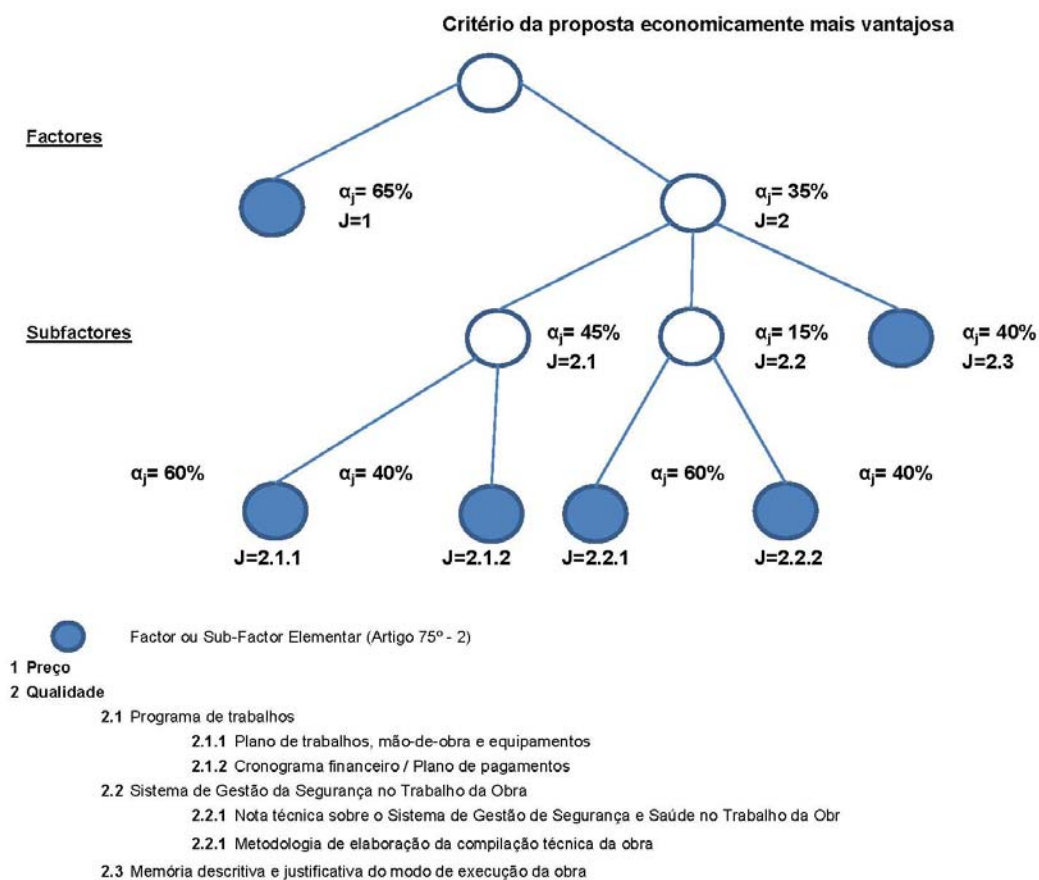 Critério da proposta economicamente mais vantajosa
Factores
αj= 65%
J=1
αj= 35%
J=2
Subfactores
αj= 45%
J=2.1
αj= 15%
J=2.2
αj= 40%
J=2.3
αj= 60%
αj= 40%
αj= 60%
αj= 40%
J=2.1.1
J=2.1.2
J=2.2.1
J=2.2.2
Factor ou Sub-Factor Elementar (Artigo 75º - 2)
1 Preço
2 Qualidade
2.1 Programa de trabalhos
2.1.1 Plano de trabalhos, mão-de-obra e equipamentos
2.1.2 Cronograma financeiro / Plano de pagamentos
2.2 Sistema de Gestão da Segurança no Trabalho da Obra
2.2.1 Nota técnica sobre o Sistema de Gestão de Segurança e Saúde no Trabalho da Obr
2.2.1 Metodologia de elaboração da compilação técnica da obra
2.3 Memória descritiva e justificativa do modo de execução da obra